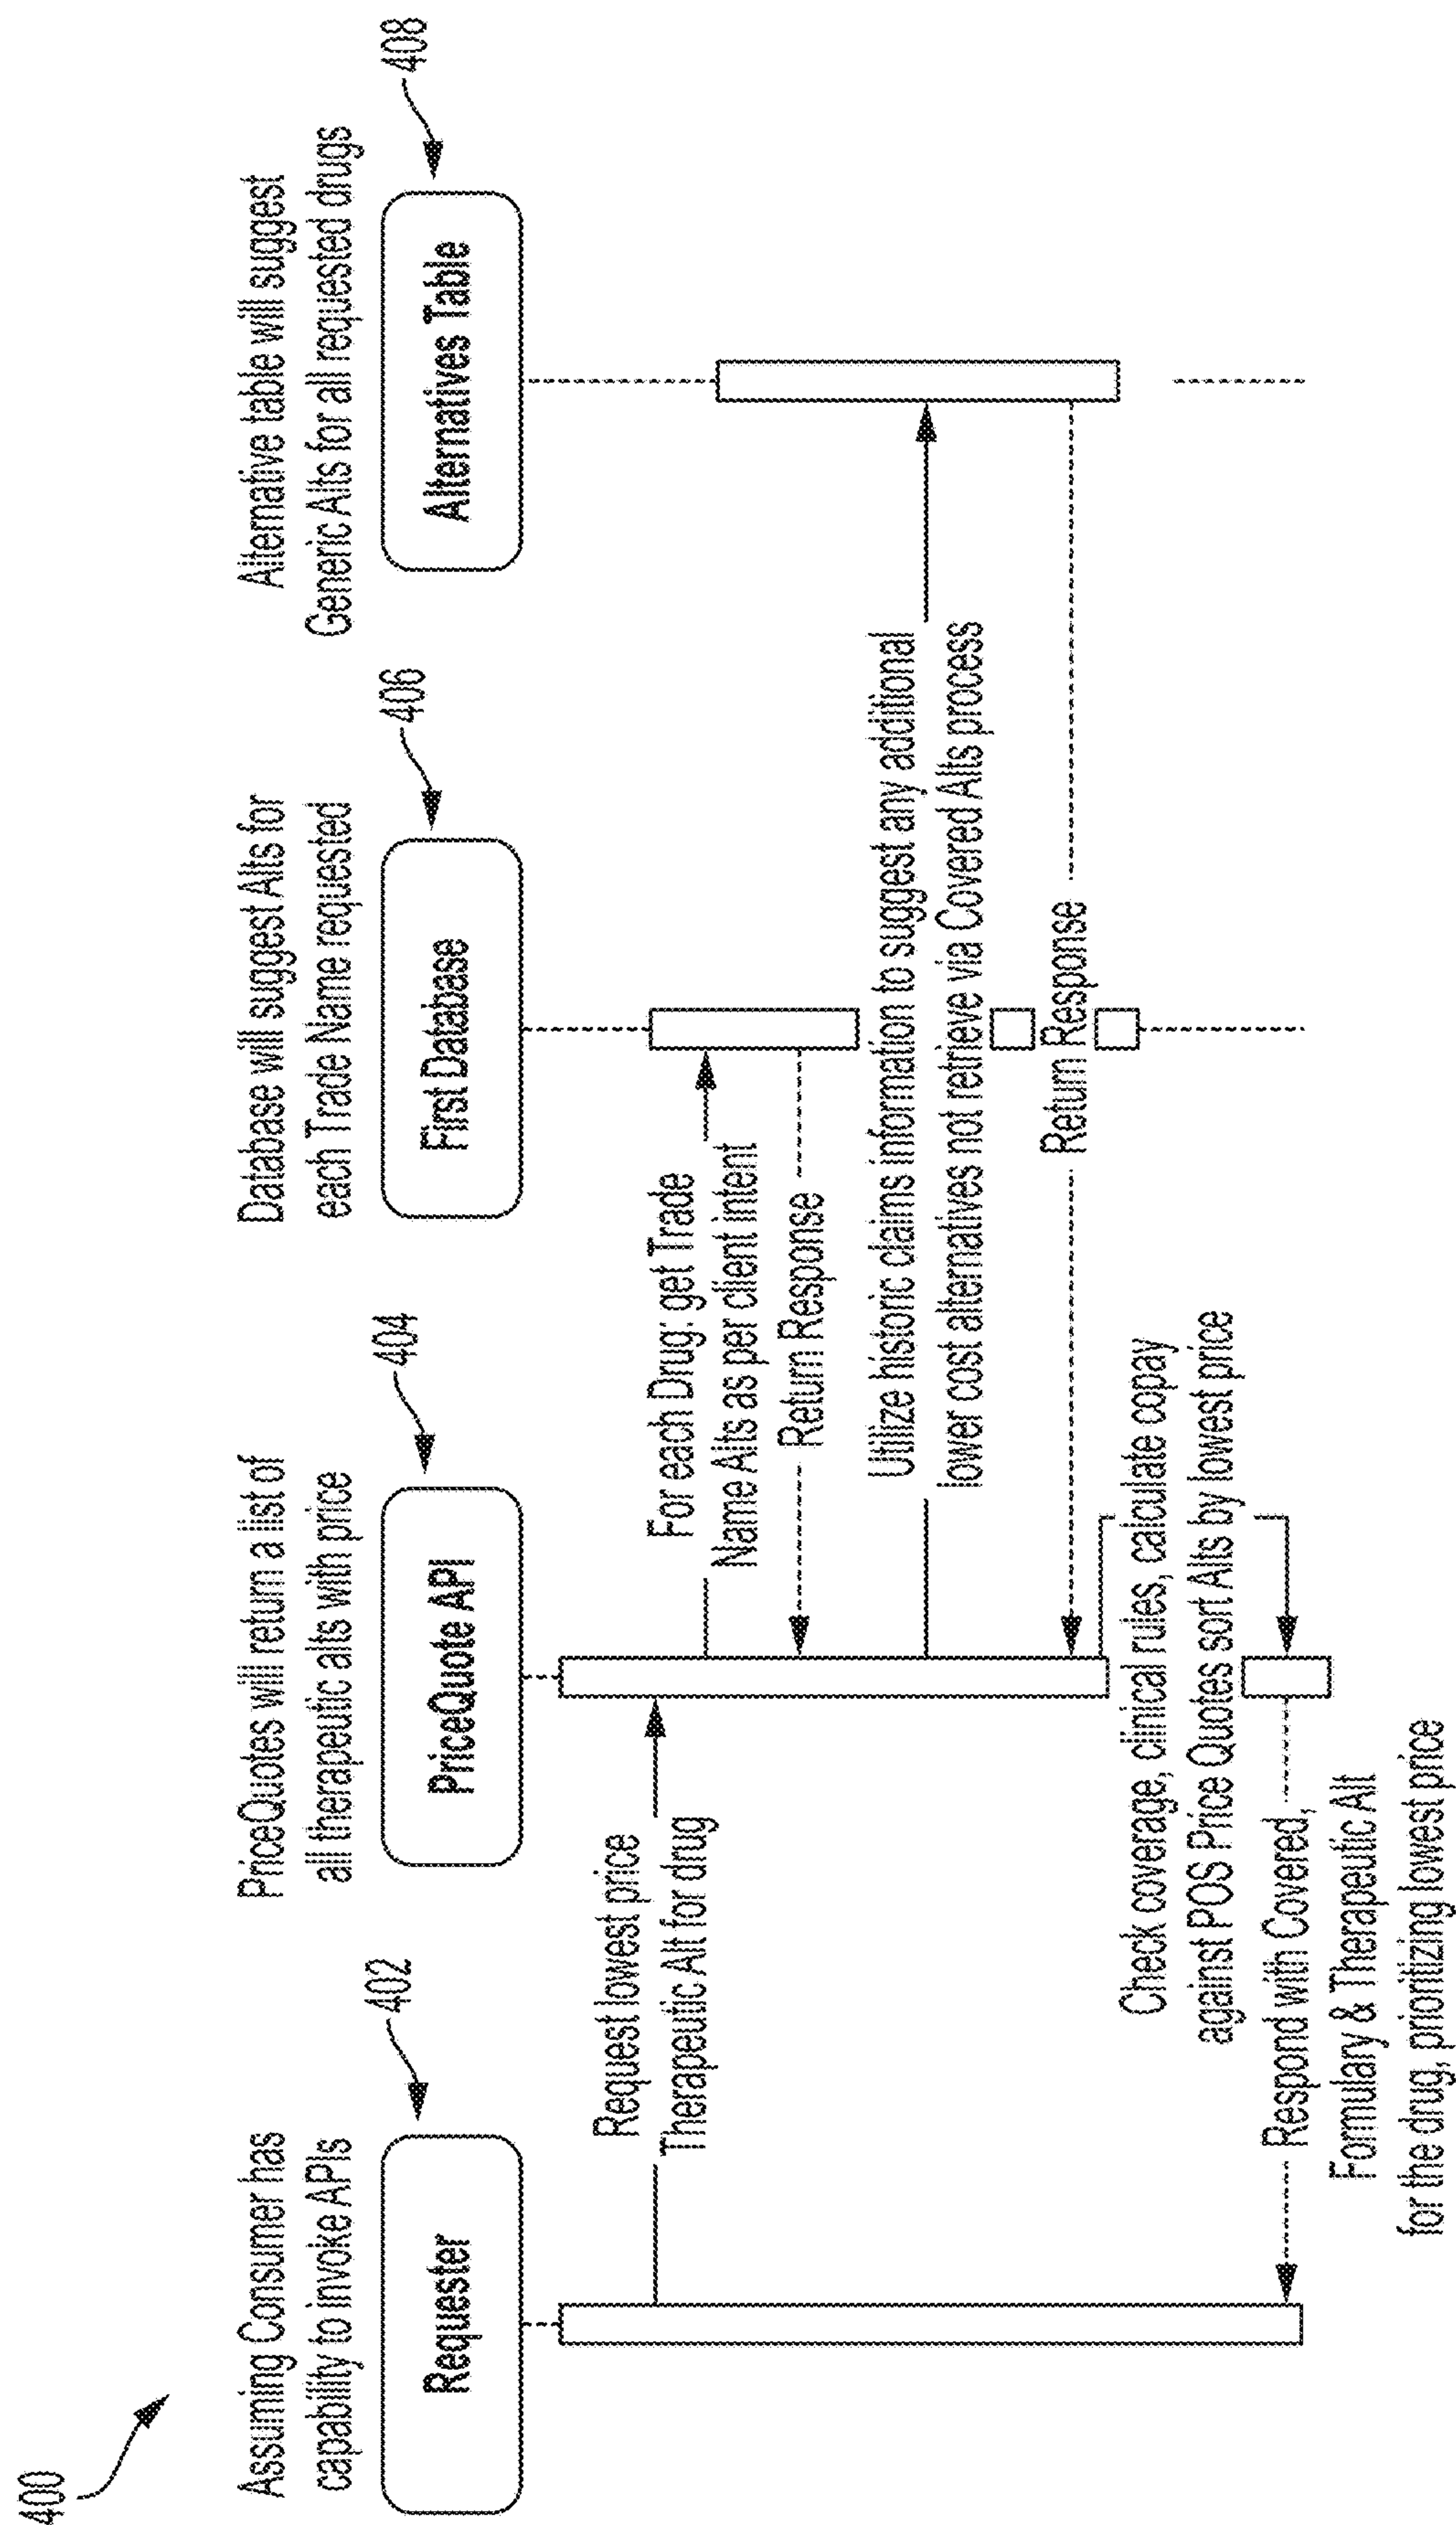 400
Assuming Consumer has
capability to invoke APIs
402
Requester
PriceQuotes will return a list of
all therapeutic alts with price
404
PriceQuote API
Database will suggest Alts for
each Trade Name requested
406
First Database
Alternative table will suggest
Generic Alts for all requested drugs
408
Alternatives Table
Request lowest price
Therapeutic Alt for drug
For each Drug: get Trade
Name Alts as per client intent
Return Response
Utilize historic claims information to suggest any additional
lower cost alternatives not retrieve via Covered Alts process
Return Response
Check coverage, clinical rules, calculate copay
against POS Price Quotes sort Alts by lowest price
Respond with Covered,
Formulary & Therapeutic Alt
for the drug, prioritizing lowest price